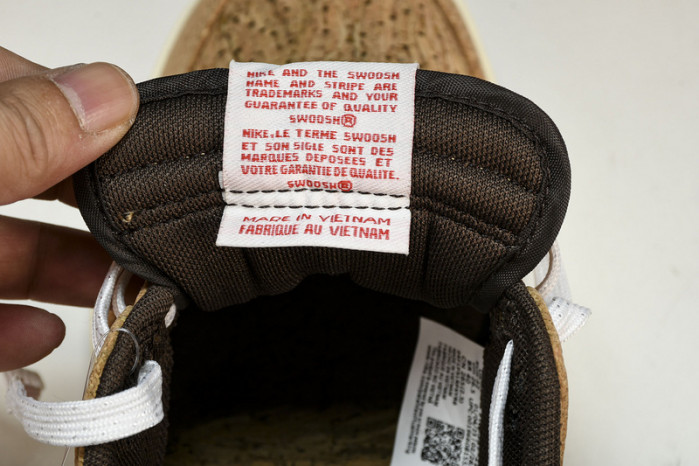 NIKE AND THE SWOOSH
NAME AND STRIPE ARE
TRADEMARKS AND YOUR
GUARANTEE OF QUALITY
SWOOSH®
NIKE, LE TERME SWOOSH
ET SON SIGLE SONT DES
MARQUES DEPOSEES ET
VOTRE GARANTIE DE QUALITE.
SWOOSH®
MADE IN VIETNAM
FABRIQUE AU VIETNAM